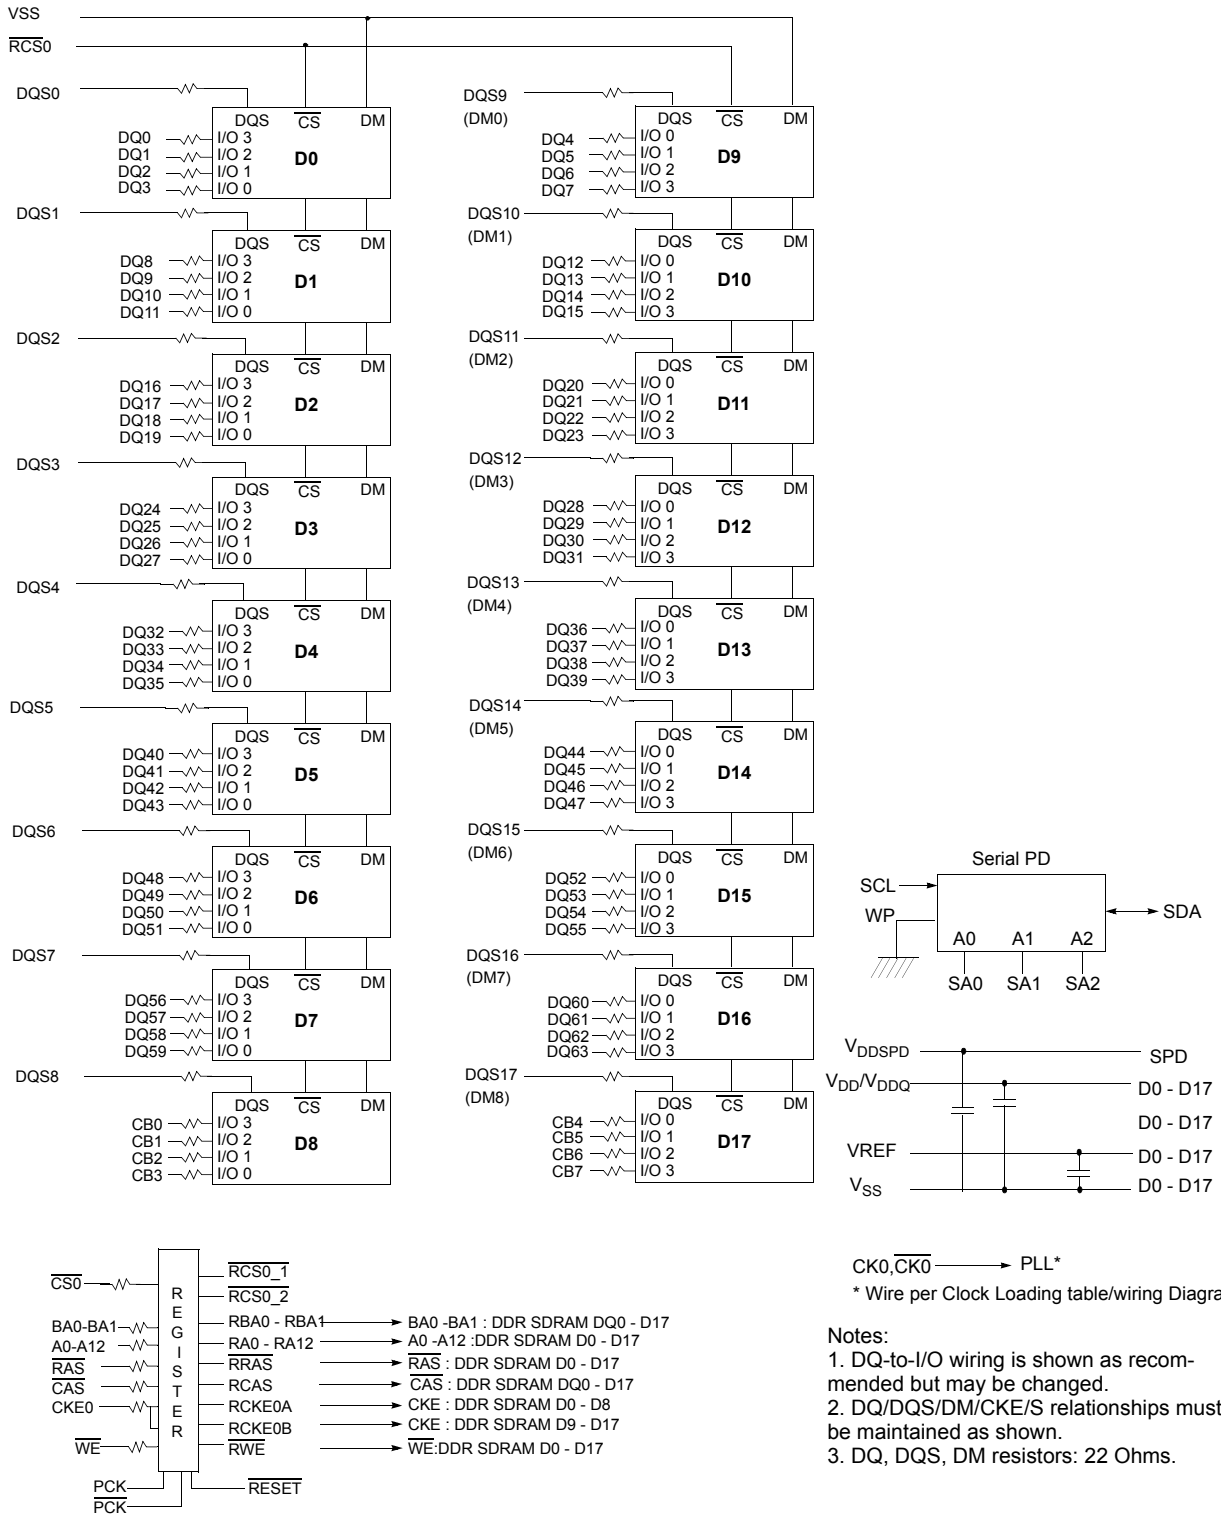 VSS
RCS0
DQS0
DQS CS DM
DQ0 I/O 3
DQ1 I/O 2
DQ2 I/O 1
DQ3 I/O 0
D0
DQS1
DQS CS DM
DQ8 I/O 3
DQ9 I/O 2
DQ10 I/O 1
DQ11 I/O 0
D1
DQS2
DQS CS DM
DQ16 I/O 3
DQ17 I/O 2
DQ18 I/O 1
DQ19 I/O 0
D2
DQS3
DQS CS DM
DQ24 I/O 3
DQ25 I/O 2
DQ26 I/O 1
DQ27 I/O 0
D3
DQS4
DQS CS DM
DQ32 I/O 3
DQ33 I/O 2
DQ34 I/O 1
DQ35 I/O 0
D4
DQS5
DQS CS DM
DQ40 I/O 3
DQ41 I/O 2
DQ42 I/O 1
DQ43 I/O 0
D5
DQS6
DQS CS DM
DQ48 I/O 3
DQ49 I/O 2
DQ50 I/O 1
DQ51 I/O 0
D6
DQS7
DQS CS DM
DQ56 I/O 3
DQ57 I/O 2
DQ58 I/O 1
DQ59 I/O 0
D7
DQS8
DQS CS DM
CB0 I/O 3
CB1 I/O 2
CB2 I/O 1
CB3 I/O 0
D8
DQS9
(DM0)
DQS CS DM
DQ4 I/O 0
DQ5 I/O 1
DQ6 I/O 2
DQ7 I/O 3
D9
DQS10
(DM1)
DQS CS DM
DQ12 I/O 0
DQ13 I/O 1
DQ14 I/O 2
DQ15 I/O 3
D10
DQS11
(DM2)
DQS CS DM
DQ20 I/O 0
DQ21 I/O 1
DQ22 I/O 2
DQ23 I/O 3
D11
DQS12
(DM3)
DQS CS DM
DQ28 I/O 0
DQ29 I/O 1
DQ30 I/O 2
DQ31 I/O 3
D12
DQS13
(DM4)
DQS CS DM
DQ36 I/O 0
DQ37 I/O 1
DQ38 I/O 2
DQ39 I/O 3
D13
DQS14
(DM5)
DQS CS DM
DQ44 I/O 0
DQ45 I/O 1
DQ46 I/O 2
DQ47 I/O 3
D14
DQS15
(DM6)
DQS CS DM
DQ52 I/O 0
DQ53 I/O 1
DQ54 I/O 2
DQ55 I/O 3
D15
DQS16
(DM7)
DQS CS DM
DQ60 I/O 0
DQ61 I/O 1
DQ62 I/O 2
DQ63 I/O 3
D16
DQS17
(DM8)
DQS CS DM
CB4 I/O 0
CB5 I/O 1
CB6 I/O 2
CB7 I/O 3
D17
Serial PD
SCL
WP
SDA
A0 A1 A2
SA0 SA1 SA2
VDDSPD SPD
VDD/VDDQ D0 - D17
D0 - D17
VREF D0 - D17
VSS D0 - D17
CS0
BA0-BA1
A0-A12
RAS
CAS
CKE0
WE
REGISTER
RCS0_1
RCS0_2
RBA0 - RBA1 BA0 -BA1 : DDR SDRAM DQ0 - D17
RA0 - RA12 A0 -A12 :DDR SDRAM D0 - D17
RRAS RAS : DDR SDRAM D0 - D17
RCAS CAS : DDR SDRAM DQ0 - D17
RCKE0A CKE : DDR SDRAM D0 - D8
RCKE0B CKE : DDR SDRAM D9 - D17
RWE WE:DDR SDRAM D0 - D17
PCK
PCK
RESET
CK0,CK0 PLL*
* Wire per Clock Loading table/wiring Diagra
Notes:
1. DQ-to-I/O wiring is shown as recom-
mended but may be changed.
2. DQ/DQS/DM/CKE/S relationships must
be maintained as shown.
3. DQ, DQS, DM resistors: 22 Ohms.